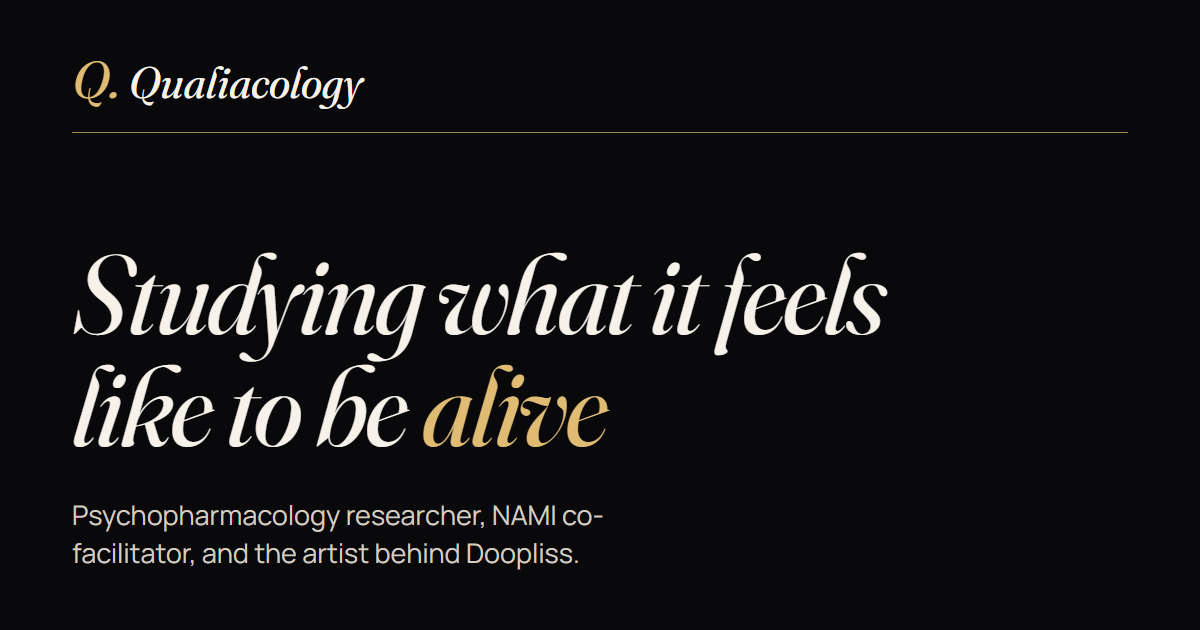 Q. Qualiacology
Studying what it feels
like to be alive
Psychopharmacology researcher, NAMI co-
facilitator, and the artist behind Doopliss.